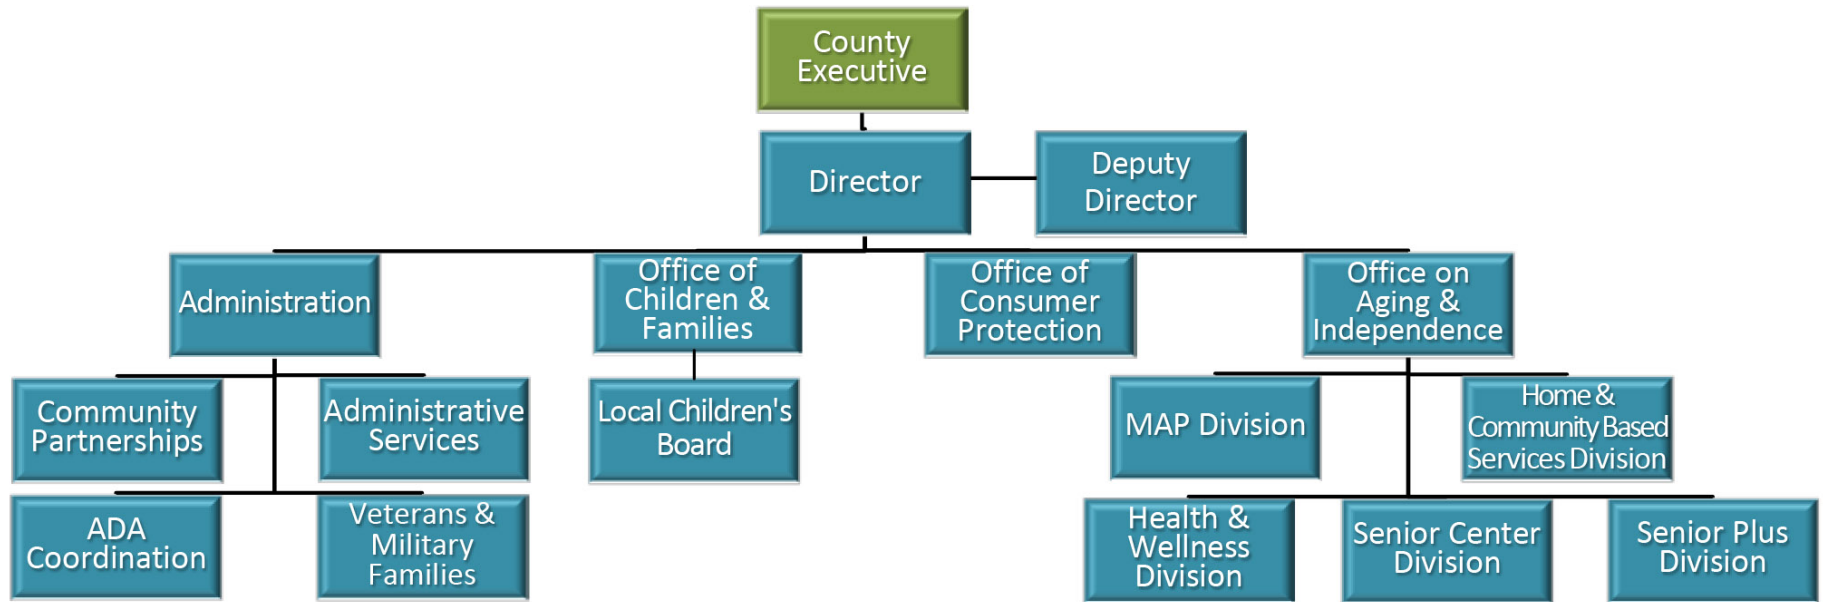 County
Executive
Director
Deputy
Director
Administration
Office of
Children &
Families
Office of
Consumer
Protection
Office on
Aging &
Independence
Community
Partnerships
Administrative
Services
Local Children's
Board
MAP Division
Home &
Community Based
Services Division
ADA
Coordination
Veterans &
Military
Families
Health &
Wellness
Division
Senior Center
Division
Senior Plus
Division